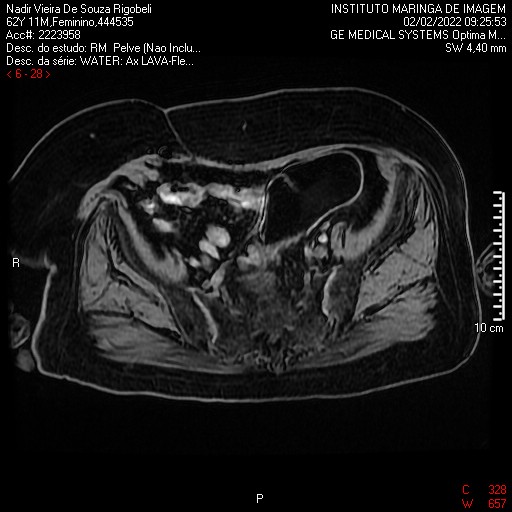 Nadir Vieira De Souza Rigobeli
62Y 11M,Feminino,444535
Acc#: 2223958
Desc. do estudo: RM  Pelve (Nao Inclu...
Desc. da série: WATER: Ax LAVA-Fle...
< 6 - 28 >
INSTITUTO MARINGA DE IMAGEM
02/02/2022 09:25:53
GE MEDICAL SYSTEMS Optima M...
SW 4,40 mm
R
10 cm
P
C 328
W 657